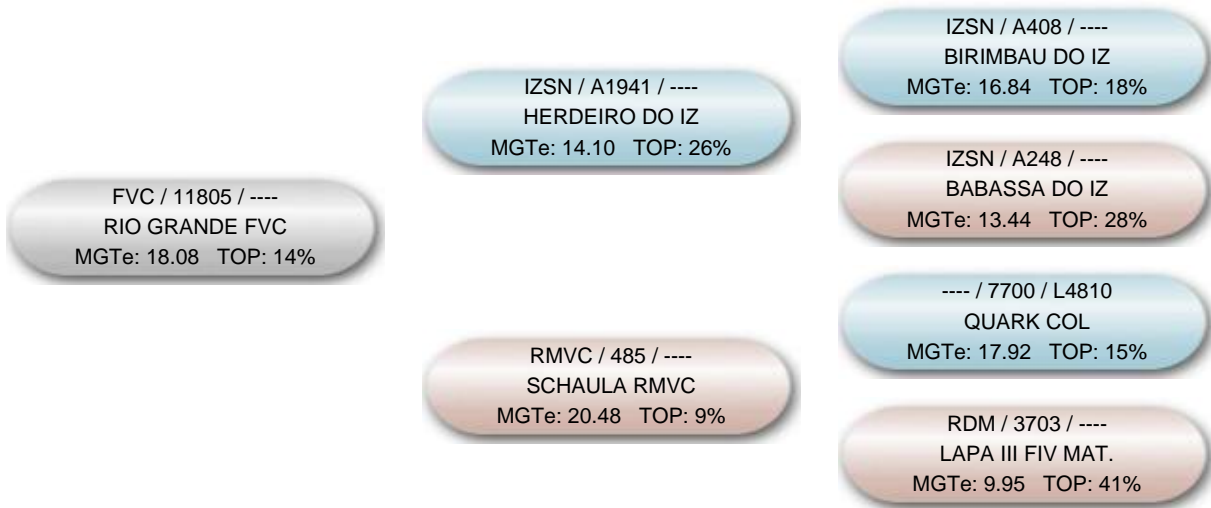 FVC / 11805 / ----
RIO GRANDE FVC
MGTe: 18.08 TOP: 14%
IZSN / A1941 / ----
HERDEIRO DO IZ
MGTe: 14.10 TOP: 26%
RMVC / 485 / ----
SCHAULA RMVC
MGTe: 20.48 TOP: 9%
IZSN / A408 / ----
BIRIMBAU DO IZ
MGTe: 16.84 TOP: 18%
IZSN / A248 / ----
BABASSA DO IZ
MGTe: 13.44 TOP: 28%
---- / 7700 / L4810
QUARK COL
MGTe: 17.92 TOP: 15%
RDM / 3703 / ----
LAPA III FIV MAT.
MGTe: 9.95 TOP: 41%